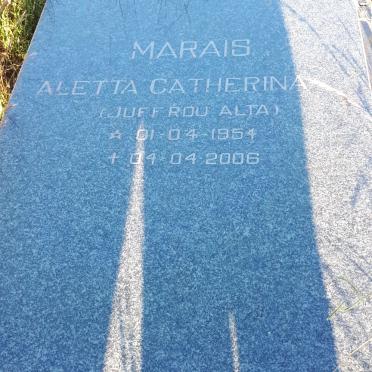 MARAIS
ALETTA CATHERINA
(JUFFROU ALTA)
* 01-04-1954
† 04-04-2006